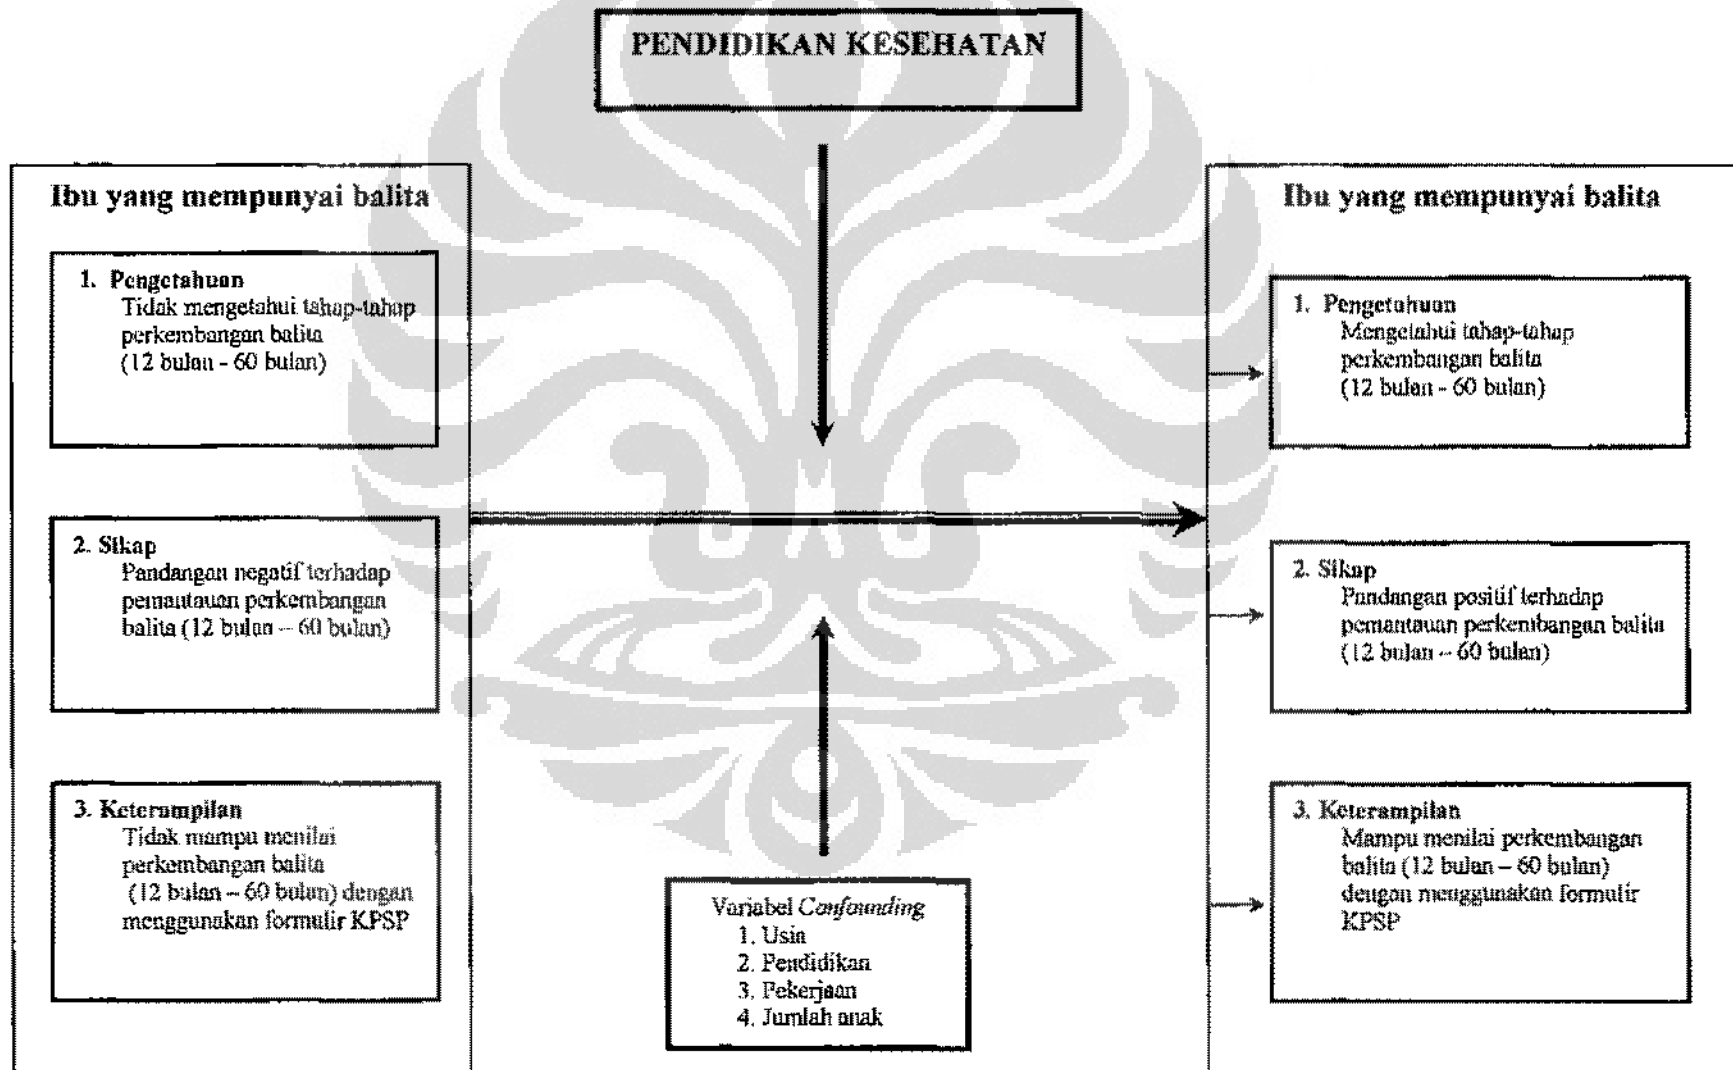 PENDIDIKAN KESEHATAN
Ibu yang mempunyai balita
1. Pengetahuan
Tidak mengetahui tahap-tahap
perkembangan balita
(12 bulan - 60 bulan)
2. Sikap
Pandangan negatif terhadap
pemantauan perkembangan
balita (12 bulan – 60 bulan)
3. Keterampilan
Tidak mampu menilai
perkembangan balita
(12 bulan – 60 bulan) dengan
menggunakan formulir KPSP
Variabel Confounding
1. Usia
2. Pendidikan
3. Pekerjaan
4. Jumlah anak
Ibu yang mempunyai balita
1. Pengetahuan
Mengetahui tahap-tahap
perkembangan balita
(12 bulan - 60 bulan)
2. Sikap
Pandangan positif terhadap
pemantauan perkembangan balita
(12 bulan – 60 bulan)
3. Keterampilan
Mampu menilai perkembangan
balita (12 bulan – 60 bulan)
dengan menggunakan formulir
KPSP